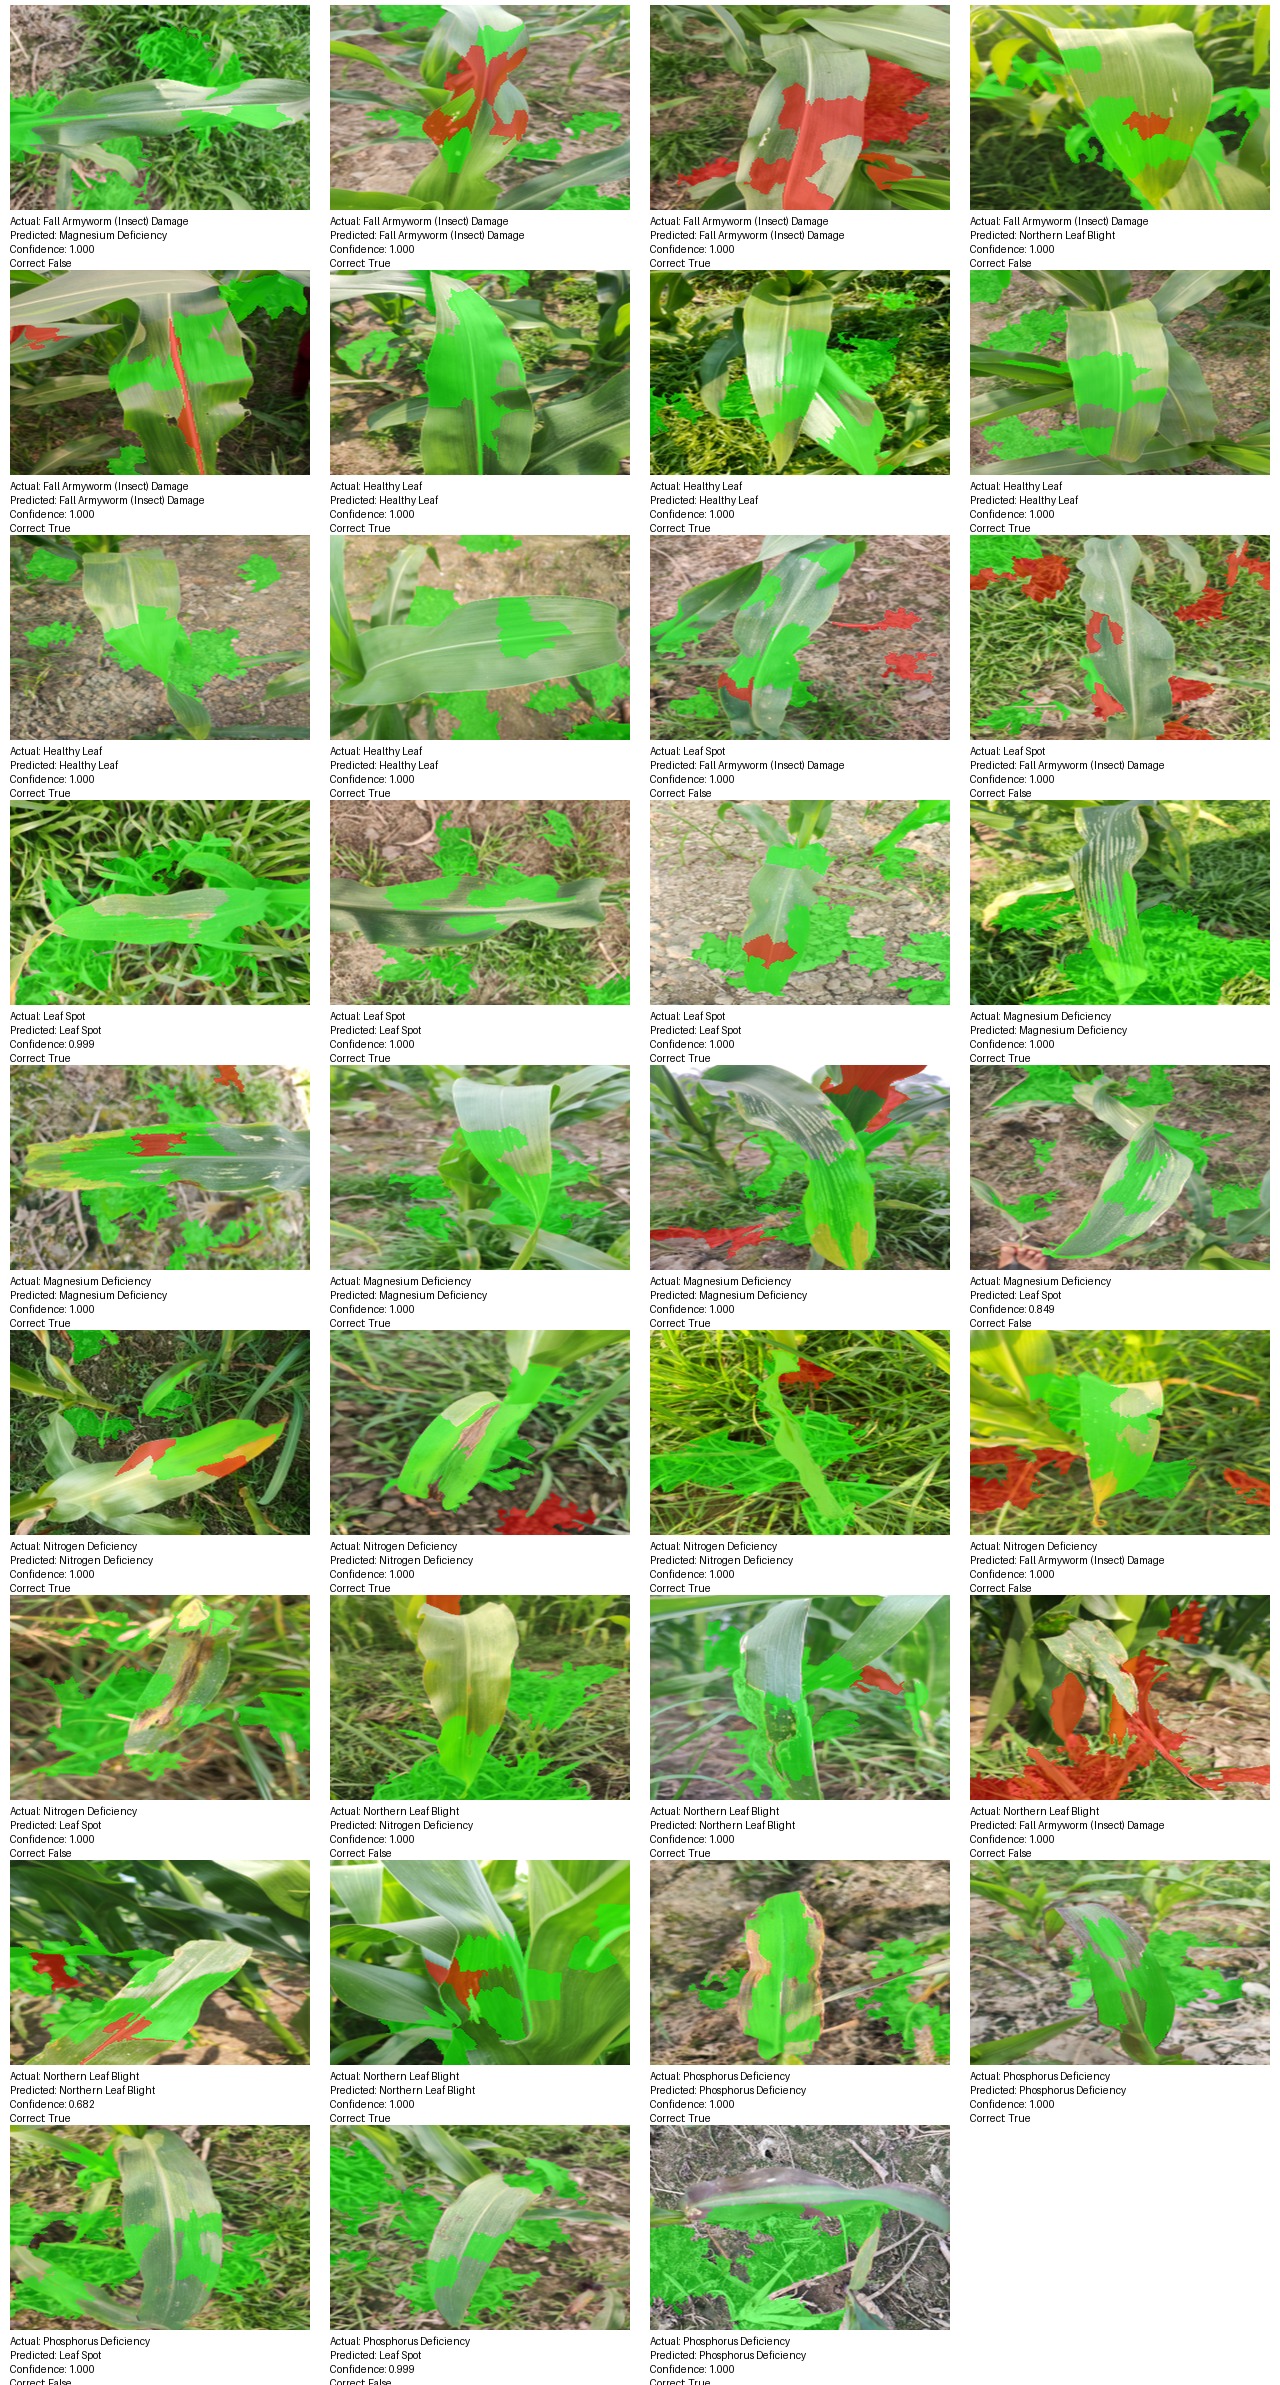 Actual: Fall Armyworm (Insect) Damage
Predicted: Magnesium Deficiency
Confidence: 1.000
Correct: False
Actual: Fall Armyworm (Insect) Damage
Predicted: Fall Armyworm (Insect) Damage
Confidence: 1.000
Correct: True
Actual: Fall Armyworm (Insect) Damage
Predicted: Fall Armyworm (Insect) Damage
Confidence: 1.000
Correct: True
Actual: Fall Armyworm (Insect) Damage
Predicted: Northern Leaf Blight
Confidence: 1.000
Correct: False
Actual: Fall Armyworm (Insect) Damage
Predicted: Fall Armyworm (Insect) Damage
Confidence: 1.000
Correct: True
Actual: Healthy Leaf
Predicted: Healthy Leaf
Confidence: 1.000
Correct: True
Actual: Healthy Leaf
Predicted: Healthy Leaf
Confidence: 1.000
Correct: True
Actual: Healthy Leaf
Predicted: Healthy Leaf
Confidence: 1.000
Correct: True
Actual: Healthy Leaf
Predicted: Healthy Leaf
Confidence: 1.000
Correct: True
Actual: Healthy Leaf
Predicted: Healthy Leaf
Confidence: 1.000
Correct: True
Actual: Leaf Spot
Predicted: Fall Armyworm (Insect) Damage
Confidence: 1.000
Correct: False
Actual: Leaf Spot
Predicted: Fall Armyworm (Insect) Damage
Confidence: 1.000
Correct: False
Actual: Leaf Spot
Predicted: Leaf Spot
Confidence: 0.999
Correct: True
Actual: Leaf Spot
Predicted: Leaf Spot
Confidence: 1.000
Correct: True
Actual: Leaf Spot
Predicted: Leaf Spot
Confidence: 1.000
Correct: True
Actual: Magnesium Deficiency
Predicted: Magnesium Deficiency
Confidence: 1.000
Correct: True
Actual: Magnesium Deficiency
Predicted: Magnesium Deficiency
Confidence: 1.000
Correct: True
Actual: Magnesium Deficiency
Predicted: Magnesium Deficiency
Confidence: 1.000
Correct: True
Actual: Magnesium Deficiency
Predicted: Magnesium Deficiency
Confidence: 1.000
Correct: True
Actual: Magnesium Deficiency
Predicted: Leaf Spot
Confidence: 0.849
Correct: False
Actual: Nitrogen Deficiency
Predicted: Nitrogen Deficiency
Confidence: 1.000
Correct: True
Actual: Nitrogen Deficiency
Predicted: Nitrogen Deficiency
Confidence: 1.000
Correct: True
Actual: Nitrogen Deficiency
Predicted: Nitrogen Deficiency
Confidence: 1.000
Correct: True
Actual: Nitrogen Deficiency
Predicted: Fall Armyworm (Insect) Damage
Confidence: 1.000
Correct: False
Actual: Nitrogen Deficiency
Predicted: Leaf Spot
Confidence: 1.000
Correct: False
Actual: Northern Leaf Blight
Predicted: Nitrogen Deficiency
Confidence: 1.000
Correct: False
Actual: Northern Leaf Blight
Predicted: Northern Leaf Blight
Confidence: 1.000
Correct: True
Actual: Northern Leaf Blight
Predicted: Fall Armyworm (Insect) Damage
Confidence: 1.000
Correct: False
Actual: Northern Leaf Blight
Predicted: Northern Leaf Blight
Confidence: 0.682
Correct: True
Actual: Northern Leaf Blight
Predicted: Northern Leaf Blight
Confidence: 1.000
Correct: True
Actual: Phosphorus Deficiency
Predicted: Phosphorus Deficiency
Confidence: 1.000
Correct: True
Actual: Phosphorus Deficiency
Predicted: Phosphorus Deficiency
Confidence: 1.000
Correct: True
Actual: Phosphorus Deficiency
Predicted: Leaf Spot
Confidence: 1.000
Correct: False
Actual: Phosphorus Deficiency
Predicted: Leaf Spot
Confidence: 0.999
Correct: False
Actual: Phosphorus Deficiency
Predicted: Phosphorus Deficiency
Confidence: 1.000
Correct: True